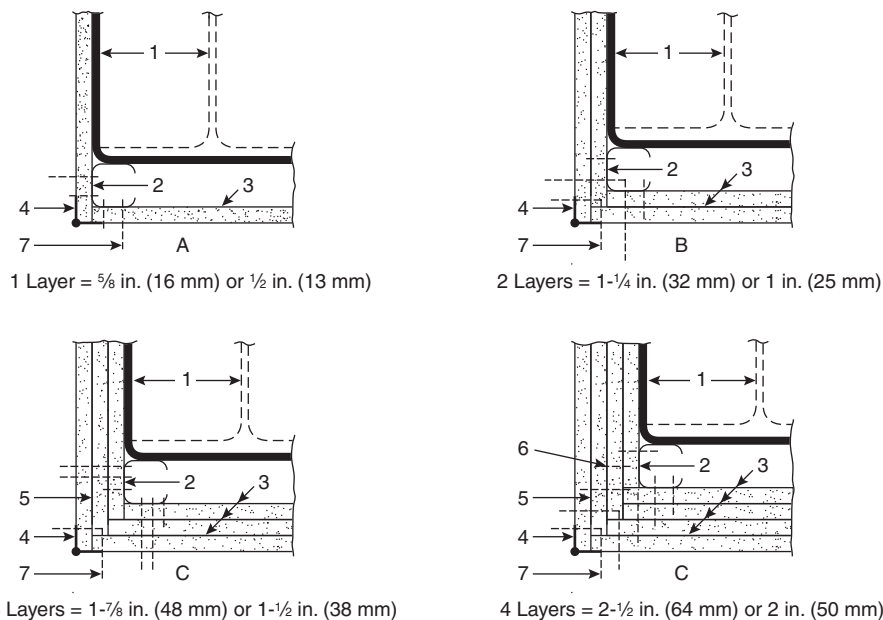 1
1
2
3
2
3
4
4
7
A
7
B
1 Layer = ⅝ in. (16 mm) or ½ in. (13 mm)
2 Layers = 1-¼ in. (32 mm) or 1 in. (25 mm)
1
1
6
2
3
2
3
5
5
4
4
7
C
7
C
Layers = 1-⅞ in. (48 mm) or 1-½ in. (38 mm)
4 Layers = 2-½ in. (64 mm) or 2 in. (50 mm)